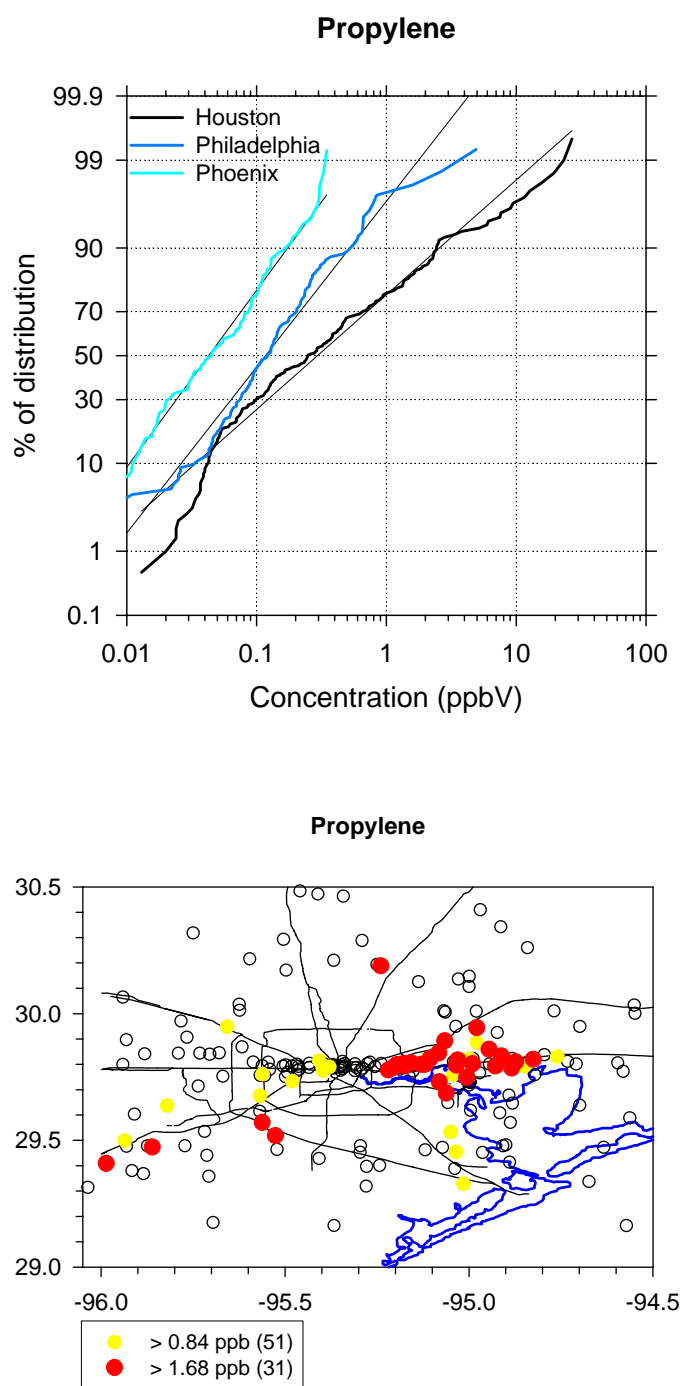 Propylene
99.9
Houston
Philadelphia
99
Phoenix
90
70
50
30
10
1
0.1
% of distribution
0.01 0.1 1 10 100
Concentration (ppbV)
Propylene
30.5
30.0
29.5
29.0
-96.0 -95.5 -95.0 -94.5
> 0.84 ppb (51)
> 1.68 ppb (31)